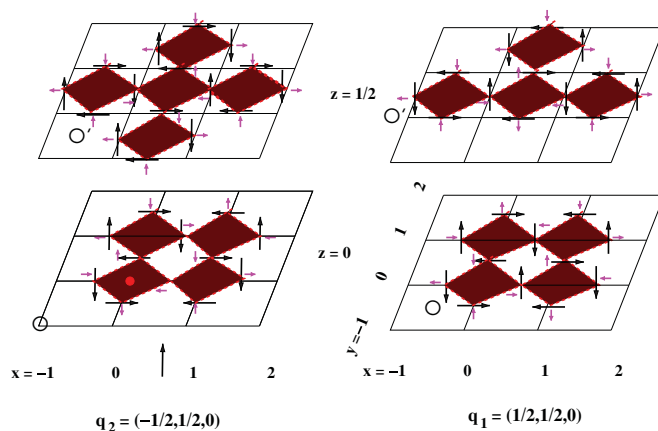 O′
z = 1/2
O′
2
1
z = 0
0
y = −1
x = −1 0 1 2
x = −1 0 1 2
q₂ = (−1/2,1/2,0)
q₁ = (1/2,1/2,0)